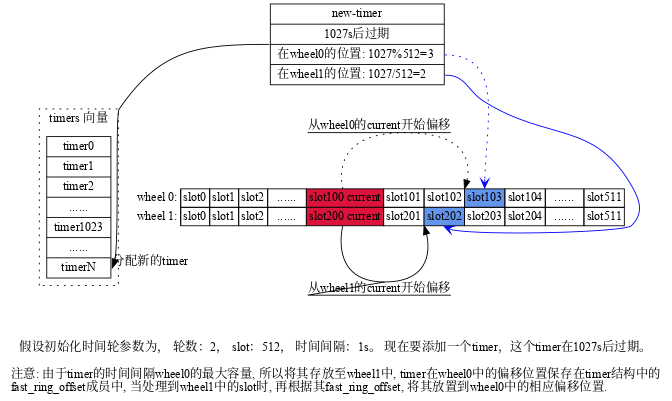 new-timer
1027s后过期
在wheel0的位置: 1027%512=3
在wheel1的位置: 1027/512=2
timers 向量
timer0
timer1
timer2
……
timer1023
……
timerN
分配新的timer
从wheel0的current开始偏移
wheel 0: slot0 slot1 slot2 …… slot100 current slot101 slot102 slot103 slot104 …… slot511
wheel 1: slot0 slot1 slot2 …… slot200 current slot201 slot202 slot203 slot204 …… slot511
从wheel1的current开始偏移
假设初始化时间轮参数为， 轮数：2， slot：512， 时间间隔：1s。 现在要添加一个timer，这个timer在1027s后过期。
注意: 由于timer的时间间隔wheel0的最大容量, 所以将其存放至wheel1中, timer在wheel0中的偏移位置保存在timer结构中的
fast_ring_offset成员中, 当处理到wheel1中的slot时, 再根据其fast_ring_offset, 将其放置到wheel0中的相应偏移位置.